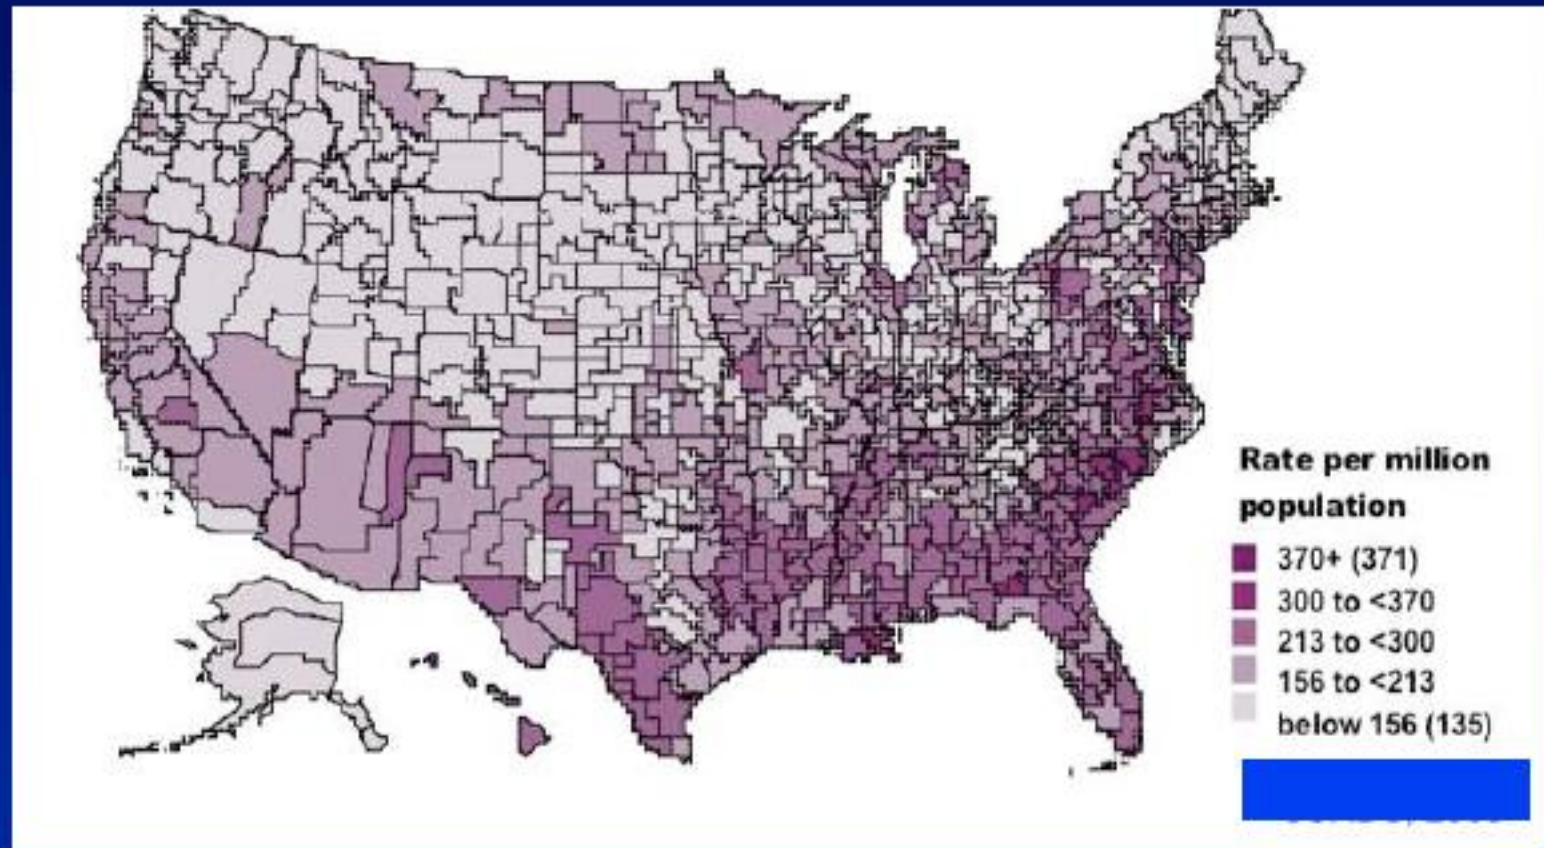 Rate per million
population
370+ (371)
300 to <370
213 to <300
156 to <213
below 156 (135)